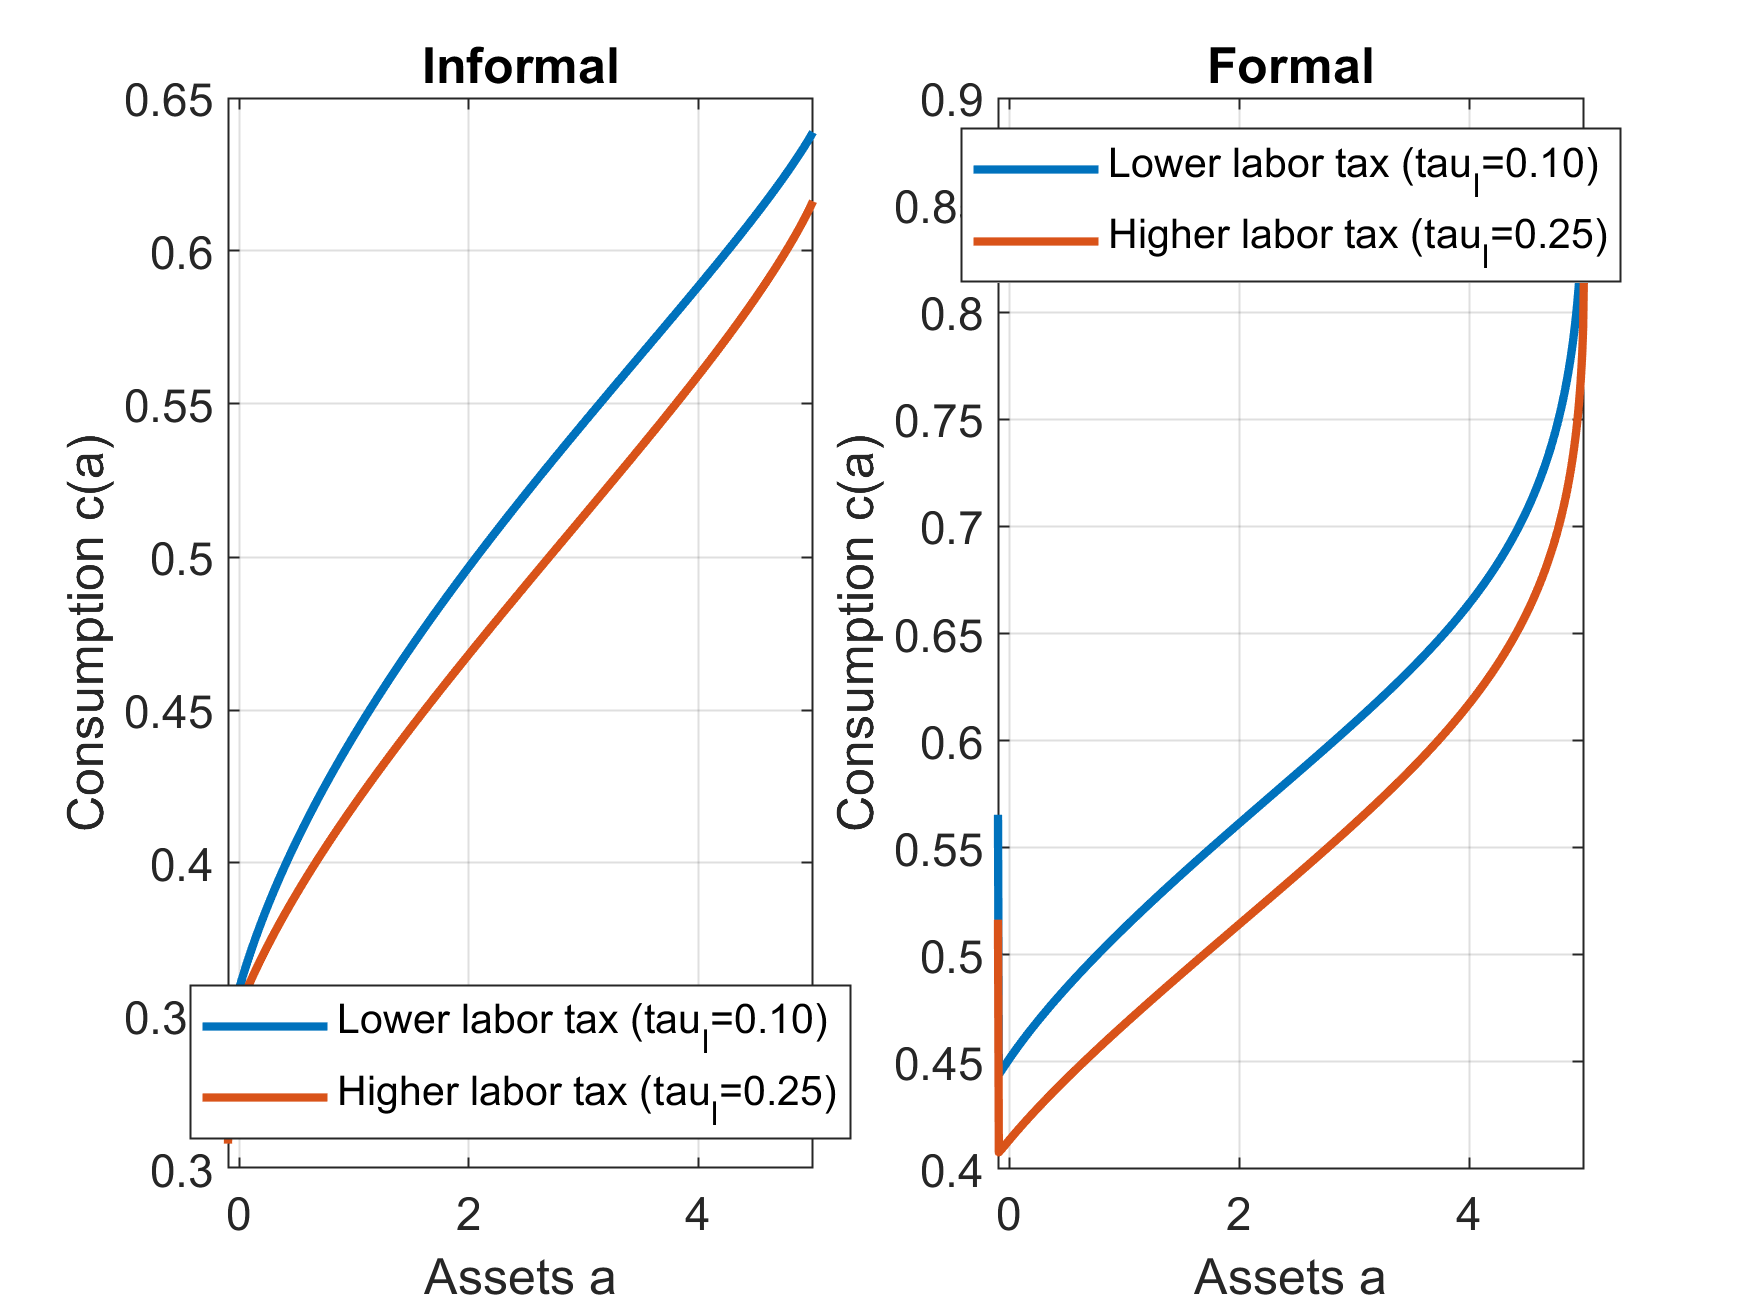 Informal
0.65
0.6
0.55
0.5
0.45
0.4
0.3
0.3
Consumption c(a)
0 2 4
Assets a
Lower labor tax (tau_l=0.10)
Higher labor tax (tau_l=0.25)
Formal
0.9
0.8
0.8
0.75
0.7
0.65
0.6
0.55
0.5
0.45
0.4
Consumption c(a)
0 2 4
Assets a
Lower labor tax (tau_l=0.10)
Higher labor tax (tau_l=0.25)